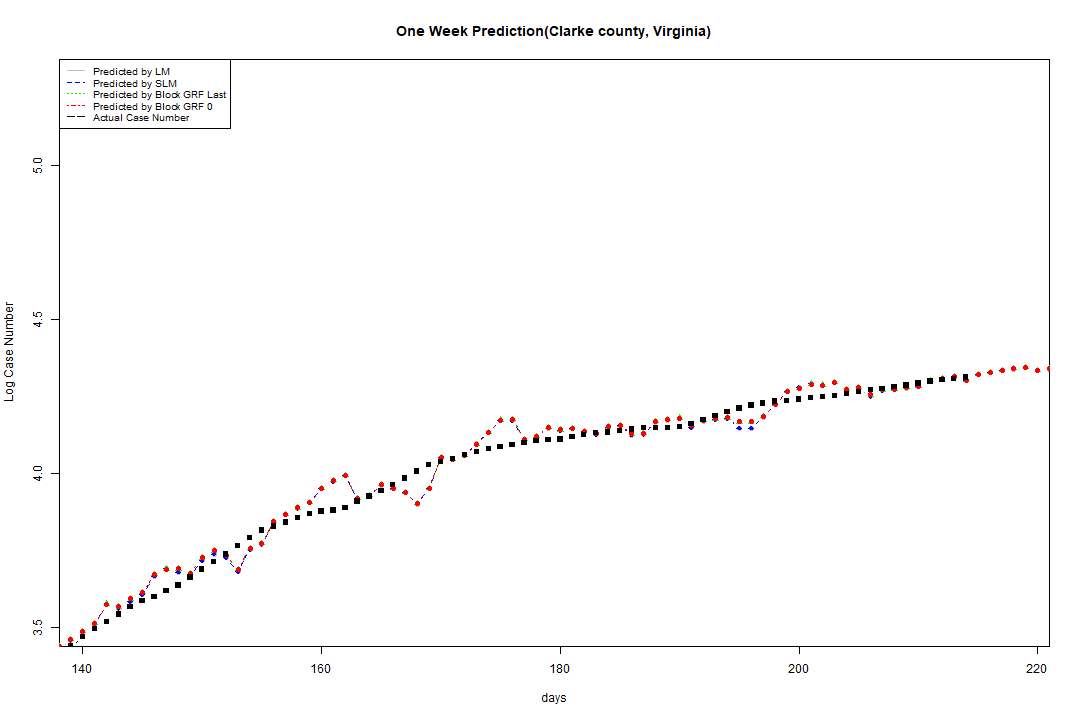 One Week Prediction(Clarke county, Virginia)
Predicted by LM
Predicted by SLM
Predicted by Block GRF Last
Predicted by Block GRF 0
Actual Case Number
5.0
4.5
4.0
3.5
Log Case Number
140
160
180
200
220
days